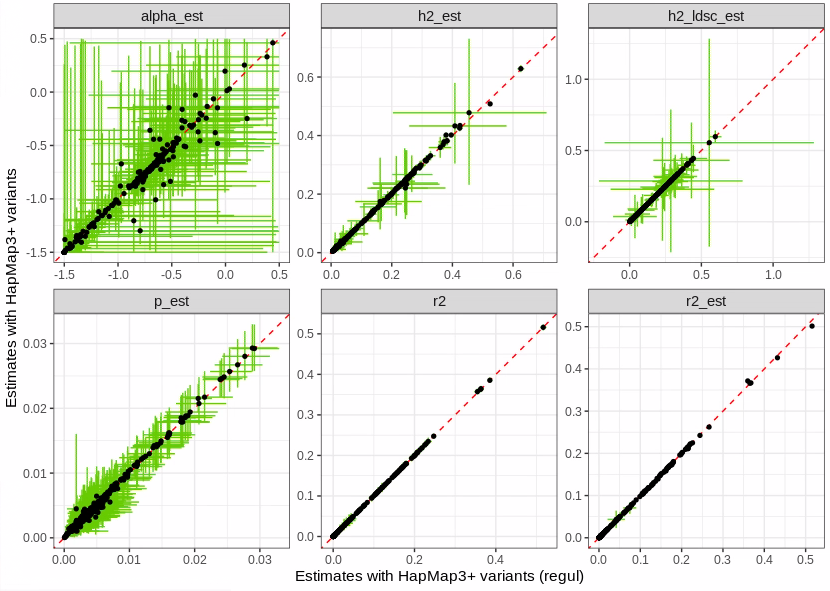 alpha_est h2_est h2_ldsc_est
0.5
0.0
-0.5
-1.0
-1.5
-1.5 -1.0 -0.5 0.0 0.5
0.6
0.4
0.2
0.0
0.0 0.2 0.4 0.6
1.0
0.5
0.0
0.0 0.5 1.0
p_est r2 r2_est
0.03
0.02
0.01
0.00
0.00 0.01 0.02 0.03
0.5
0.4
0.3
0.2
0.1
0.0
0.0 0.2 0.4
0.5
0.4
0.3
0.2
0.1
0.0
0.0 0.1 0.2 0.3 0.4 0.5
Estimates with HapMap3+ variants
Estimates with HapMap3+ variants (regul)